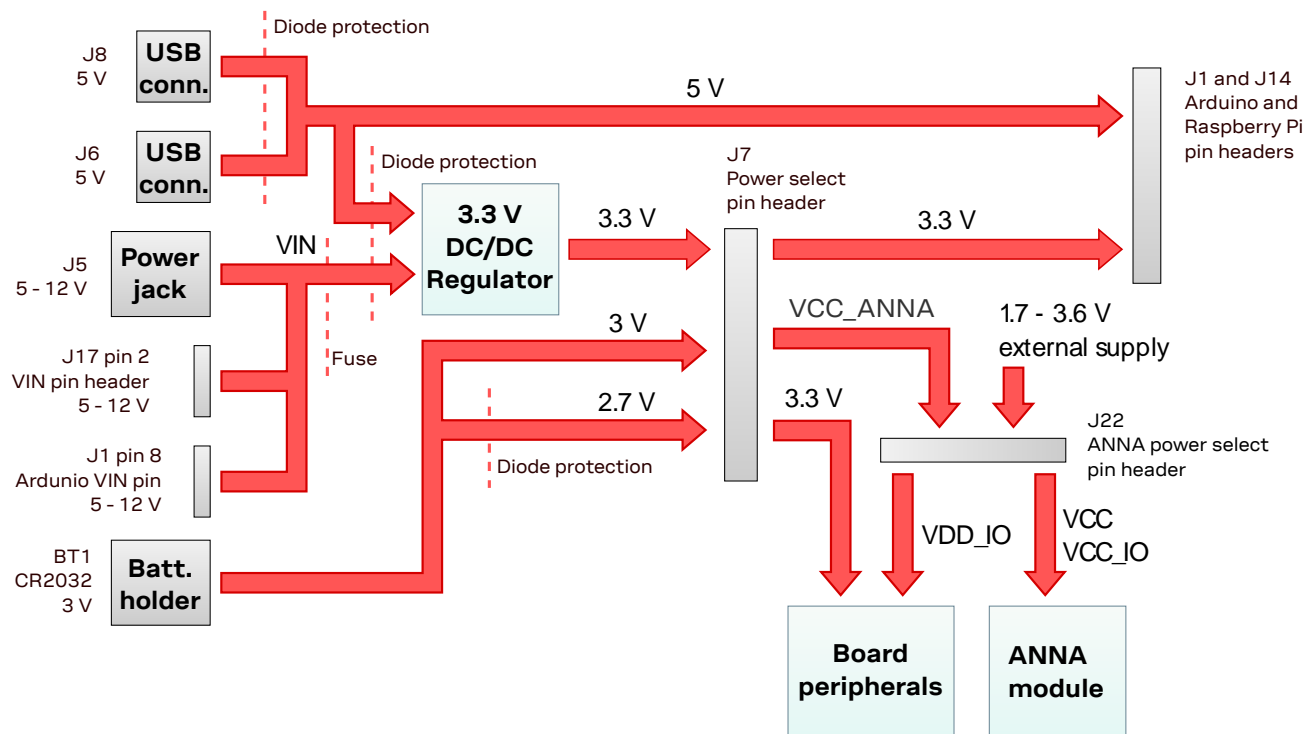 Diode protection
J8
5 V
USB
conn.
5 V
J1 and J14
Arduino and
Raspberry Pi
pin headers
J6
5 V
USB
conn.
Diode protection
J7
Power select
pin header
3.3 V
DC/DC
Regulator
3.3 V
3.3 V
VIN
J5
5 - 12 V
Power
jack
VCC_ANNA
1.7 - 3.6 V
external supply
3 V
Fuse
J17 pin 2
VIN pin header
5 - 12 V
2.7 V
3.3 V
J22
ANNA power select
pin header
Diode protection
J1 pin 8
Ardunio VIN pin
5 - 12 V
VDD_IO
VCC
VCC_IO
BT1
CR2032
3 V
Batt.
holder
Board
peripherals
ANNA
module